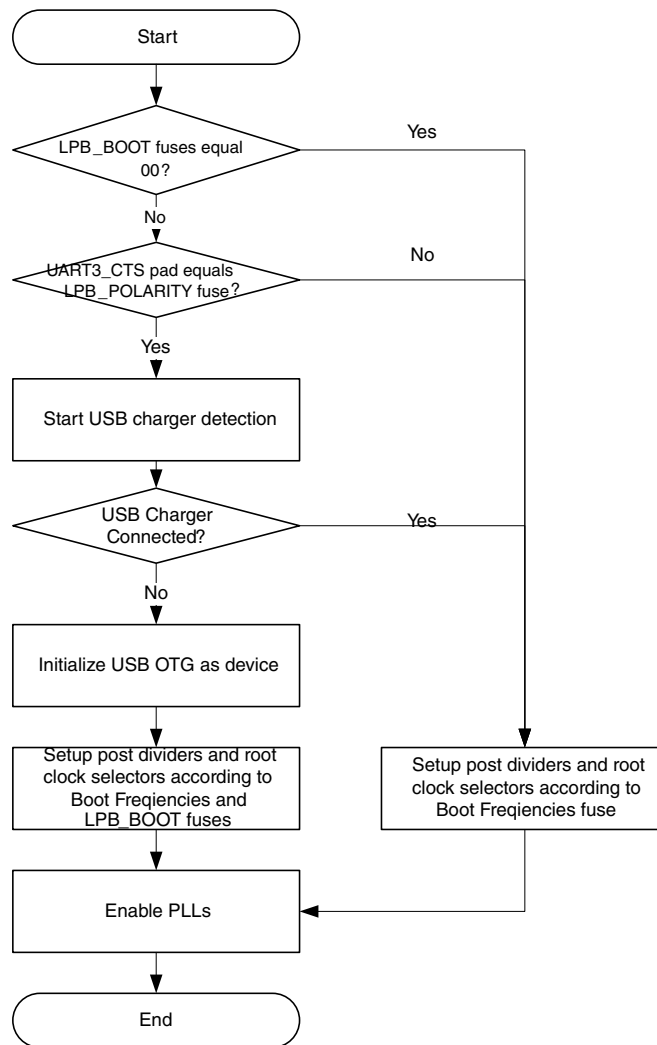 Start
LPB_BOOT fuses equal
00?
Yes
No
UART3_CTS pad equals
LPB_POLARITY fuse?
No
Yes
Start USB charger detection
USB Charger
Connected?
Yes
No
Initialize USB OTG as device
Setup post dividers and root
clock selectors according to
Boot Freqiencies and
LPB_BOOT fuses
Setup post dividers and root
clock selectors according to
Boot Freqiencies fuse
Enable PLLs
End